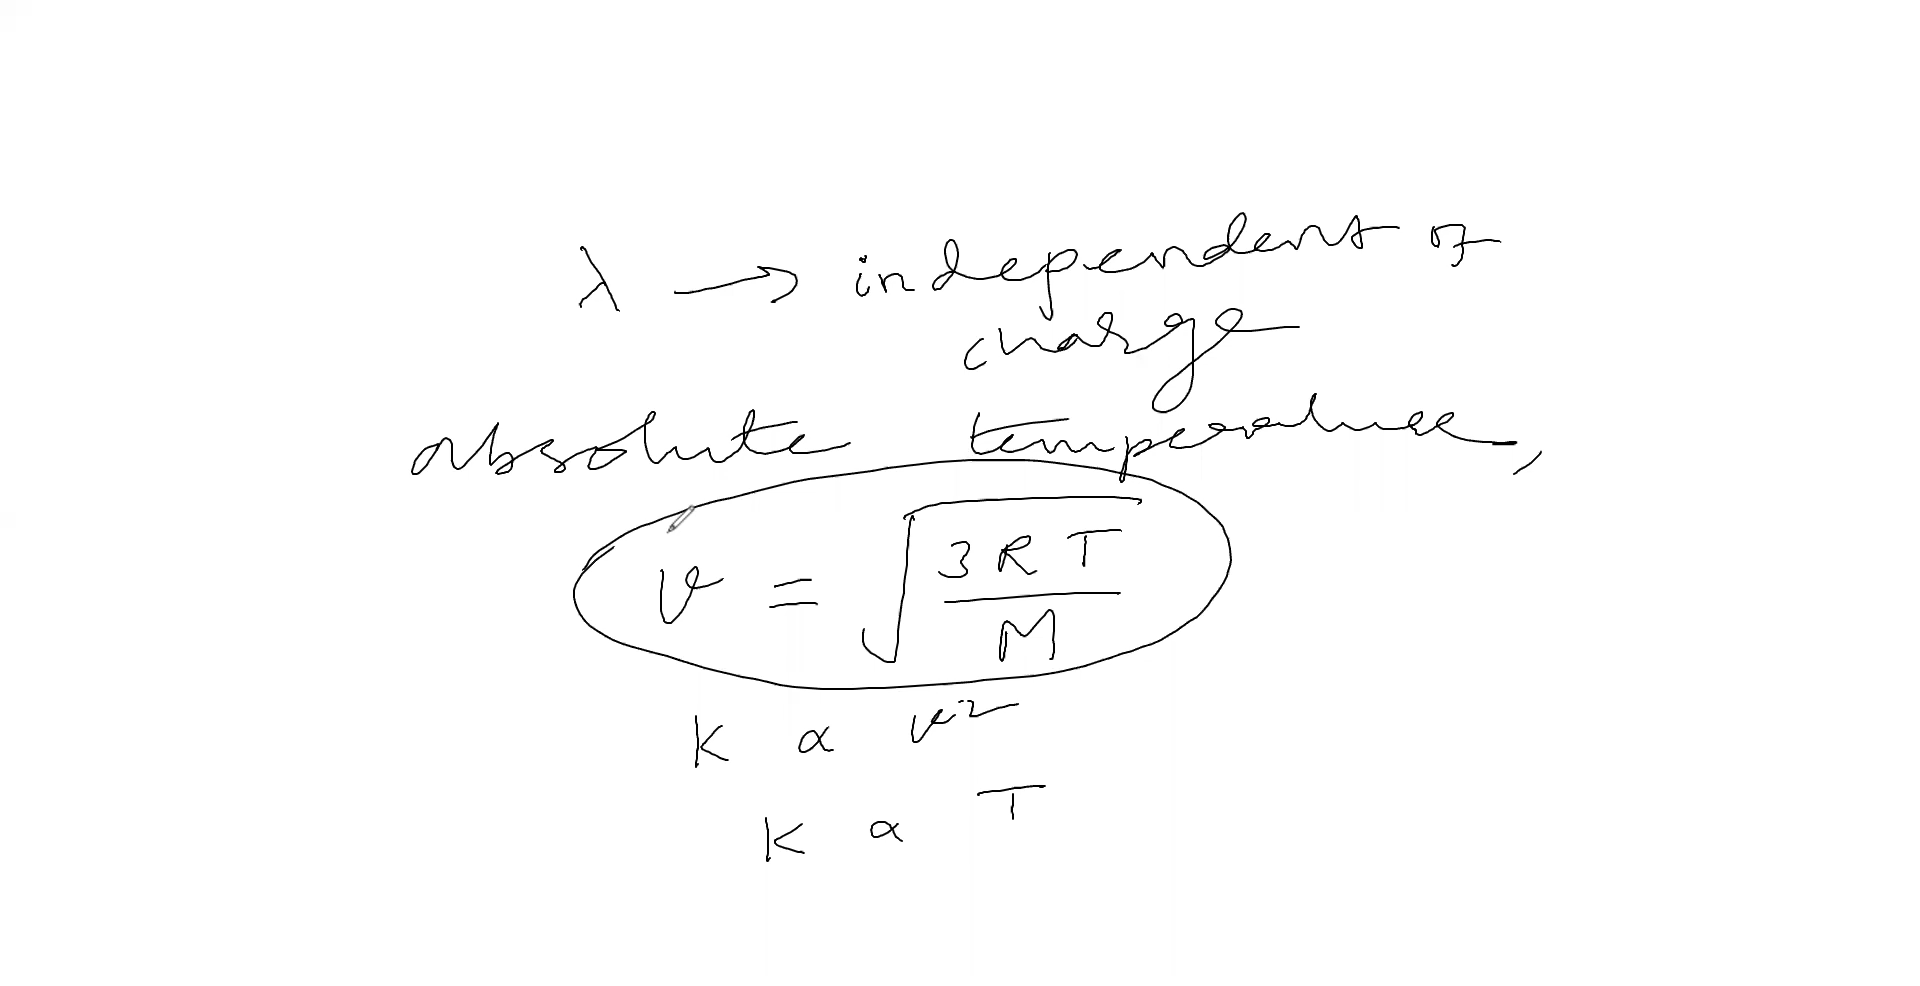 λ → independent of
charge
absolute temperature,
v = √(3RT/M)
K α v²
K α T